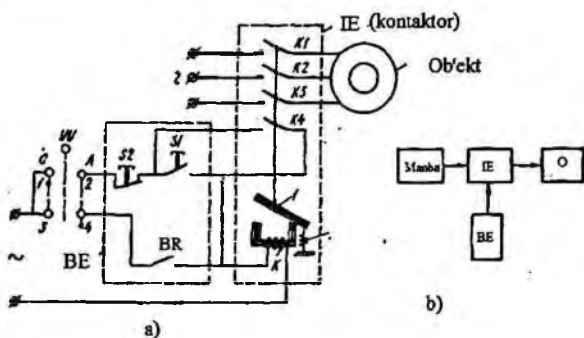 IE (kontaktor)
K1
K2
K3
K4
Ob'ekt
2
S2
S1
C
A
1
2
3
4
BR
BE
~
1
K
a)
Manba
IE
O
BE
b)